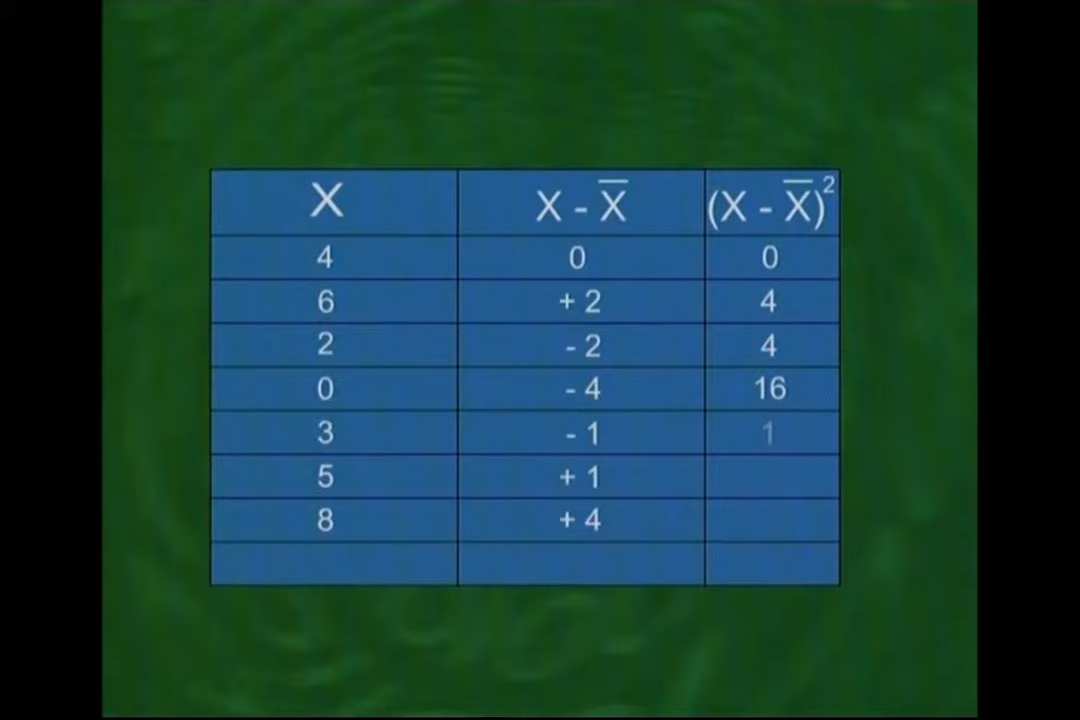 X X - X̅ (X - X̅)²
4 0 0
6 + 2 4
2 - 2 4
0 - 4 16
3 - 1 1
5 + 1
8 + 4